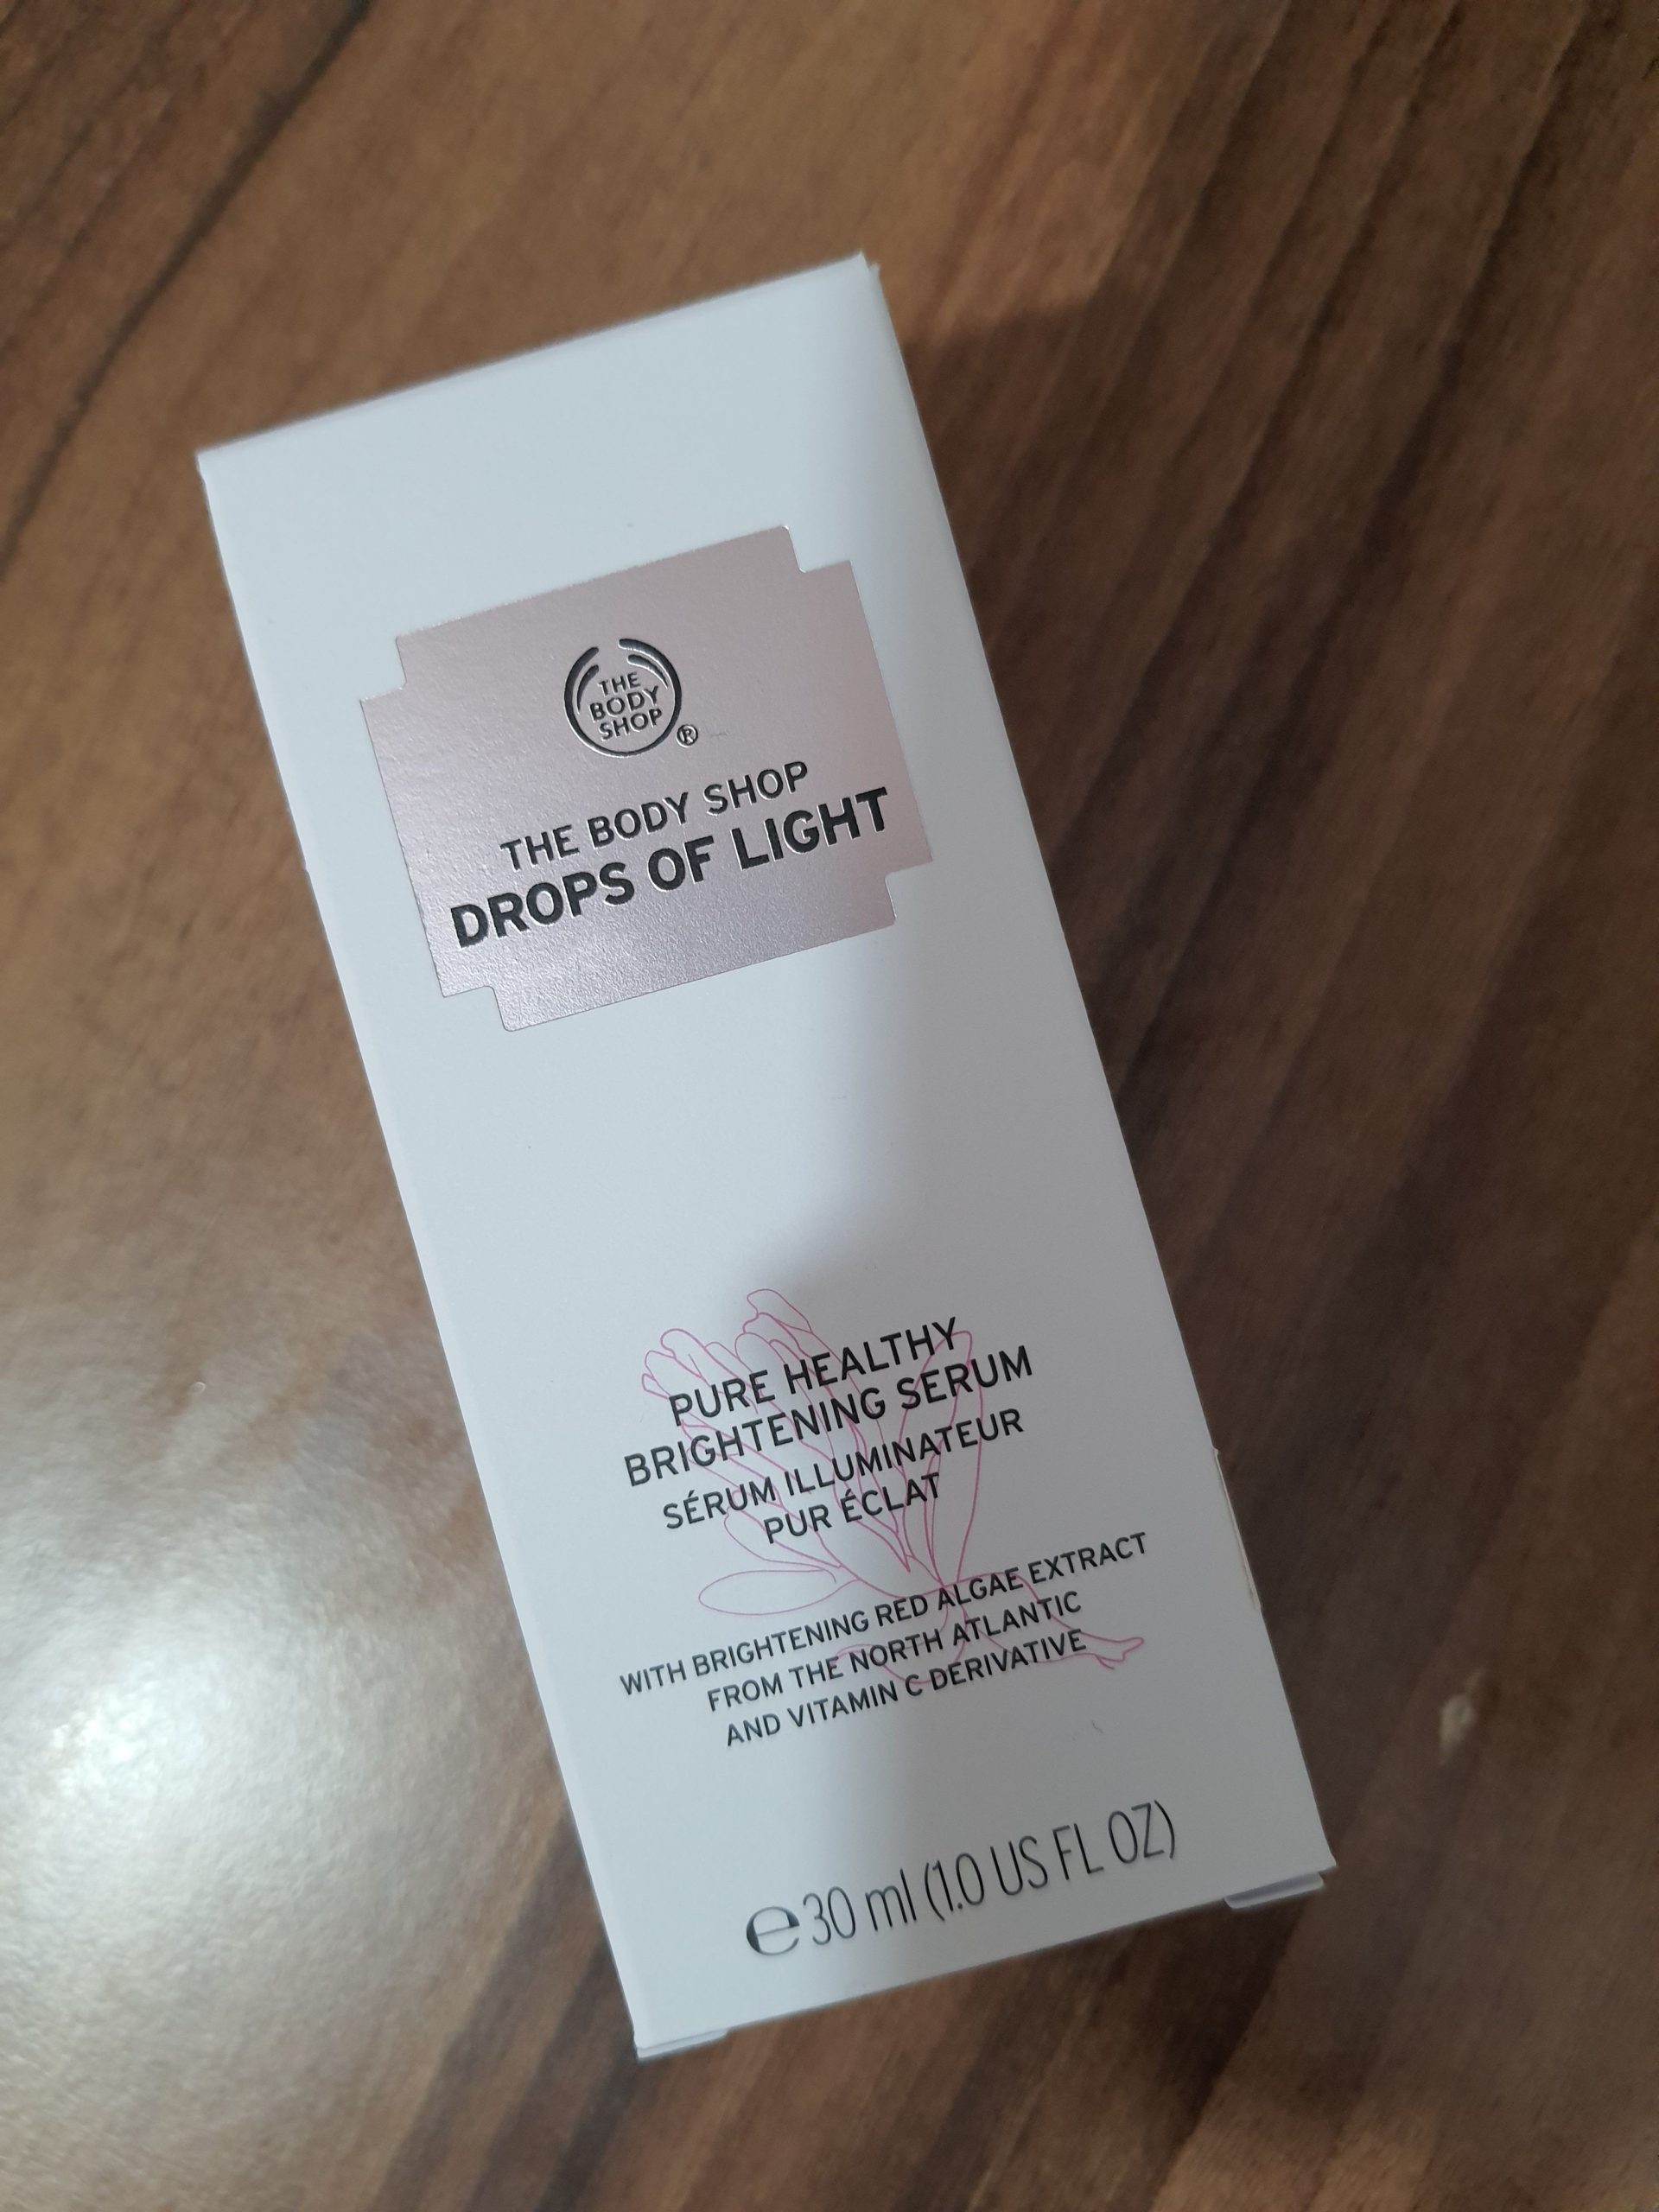 THE
BODY
SHOP
®
THE BODY SHOP
DROPS OF LIGHT
PURE HEALTHY
BRIGHTENING SERUM
SÉRUM ILLUMINATEUR
PUR ÉCLAT
WITH BRIGHTENING RED ALGAE EXTRACT
FROM THE NORTH ATLANTIC
AND VITAMIN C DERIVATIVE
℮ 30 ml (1.0 US FL OZ)